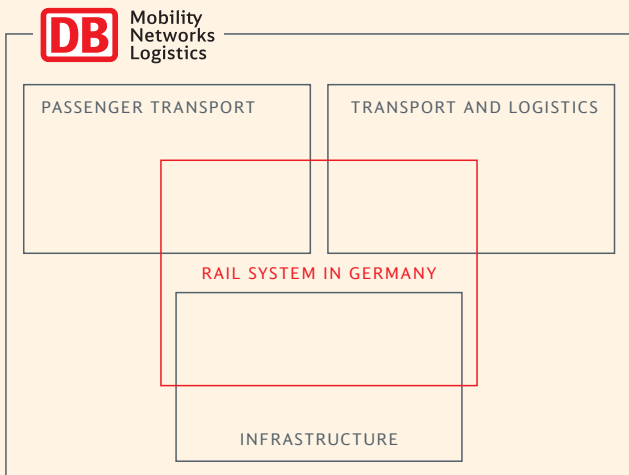 DB
Mobility
Networks
Logistics
PASSENGER TRANSPORT
TRANSPORT AND LOGISTICS
RAIL SYSTEM IN GERMANY
INFRASTRUCTURE